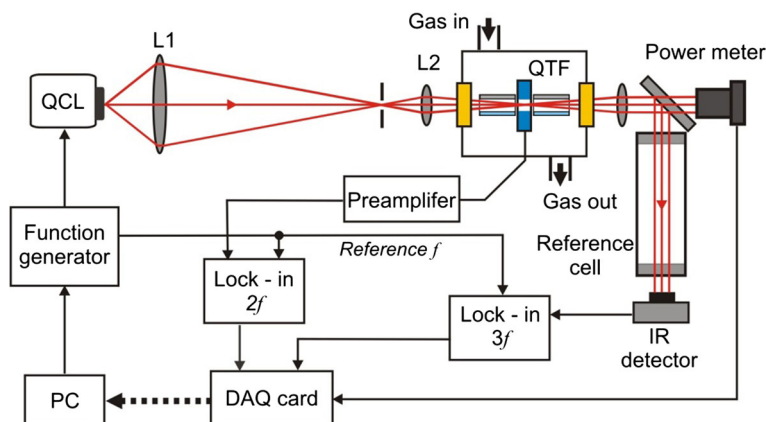 Gas in
L1
Power meter
L2
QTF
QCL
Preamplifer
Gas out
Function
generator
Reference f
Reference
cell
Lock - in
2f
Lock - in
3f
IR
detector
PC
DAQ card